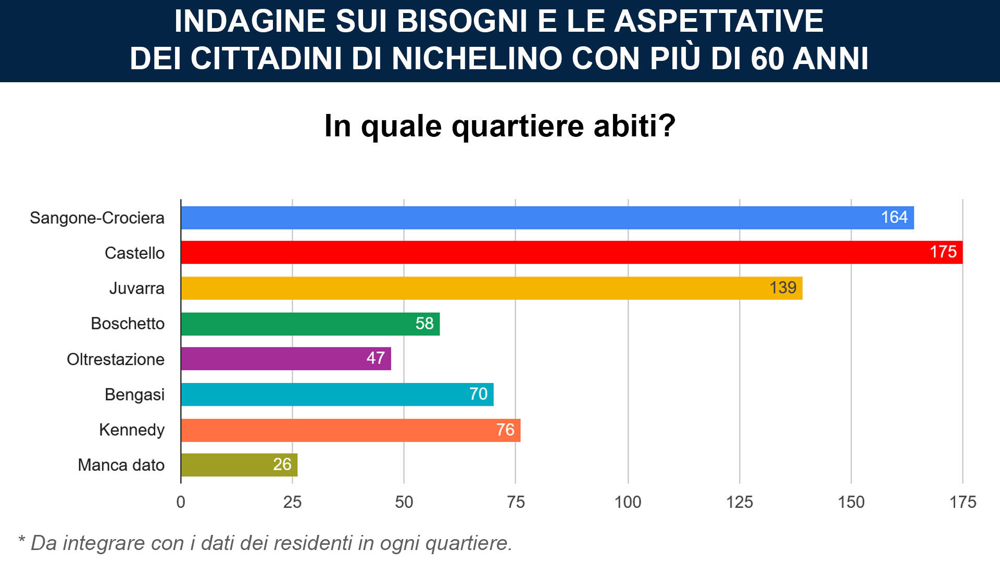 INDAGINE SUI BISOGNI E LE ASPETTATIVE
DEI CITTADINI DI NICHELINO CON PIÙ DI 60 ANNI
In quale quartiere abiti?
Sangone-Crociera 164
Castello 175
Juvarra 139
Boschetto 58
Oltrestazione 47
Bengasi 70
Kennedy 76
Manca dato 26
0 25 50 75 100 125 150 175
* Da integrare con i dati dei residenti in ogni quartiere.